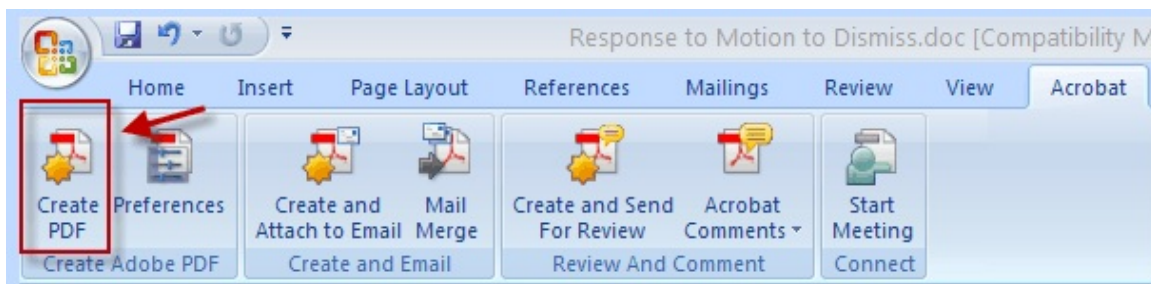 Response to Motion to Dismiss.doc [Compatibility M
Home Insert Page Layout References Mailings Review View Acrobat
Create PDF
Preferences
Create and Attach to Email
Mail Merge
Create and Send For Review
Acrobat Comments
Start Meeting
Create Adobe PDF
Create and Email
Review And Comment
Connect